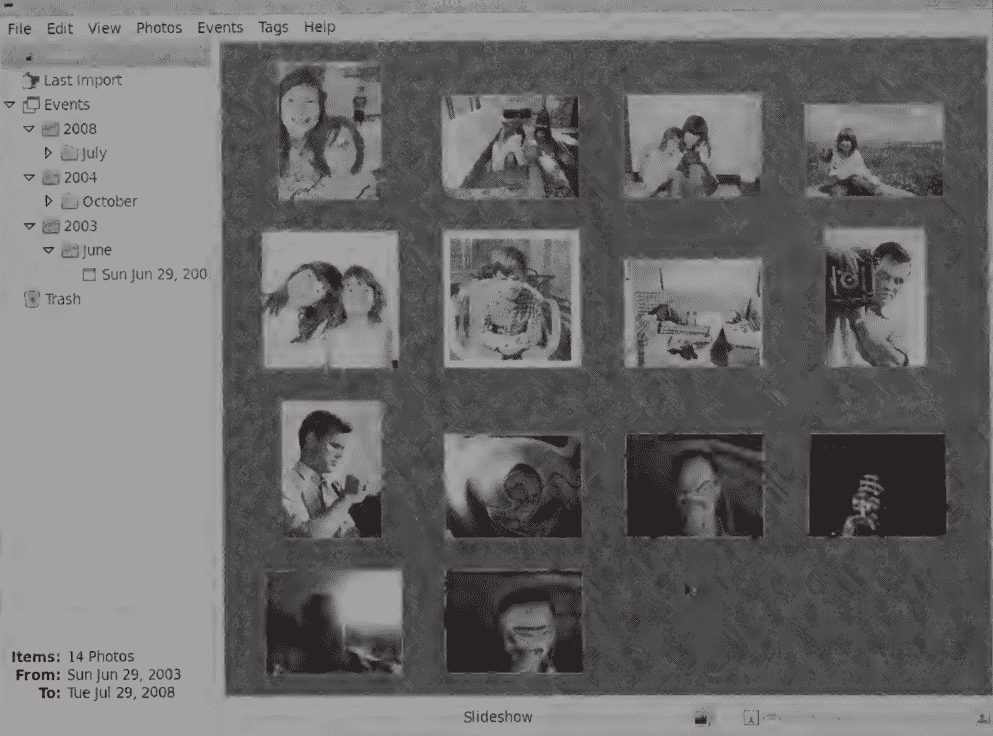 File Edit View Photos Events Tags Help
Last Import
Events
2008
July
2004
October
2003
June
Sun Jun 29, 200
Trash
Items: 14 Photos
From: Sun Jun 29, 2003
To: Tue Jul 29, 2008
Slideshow